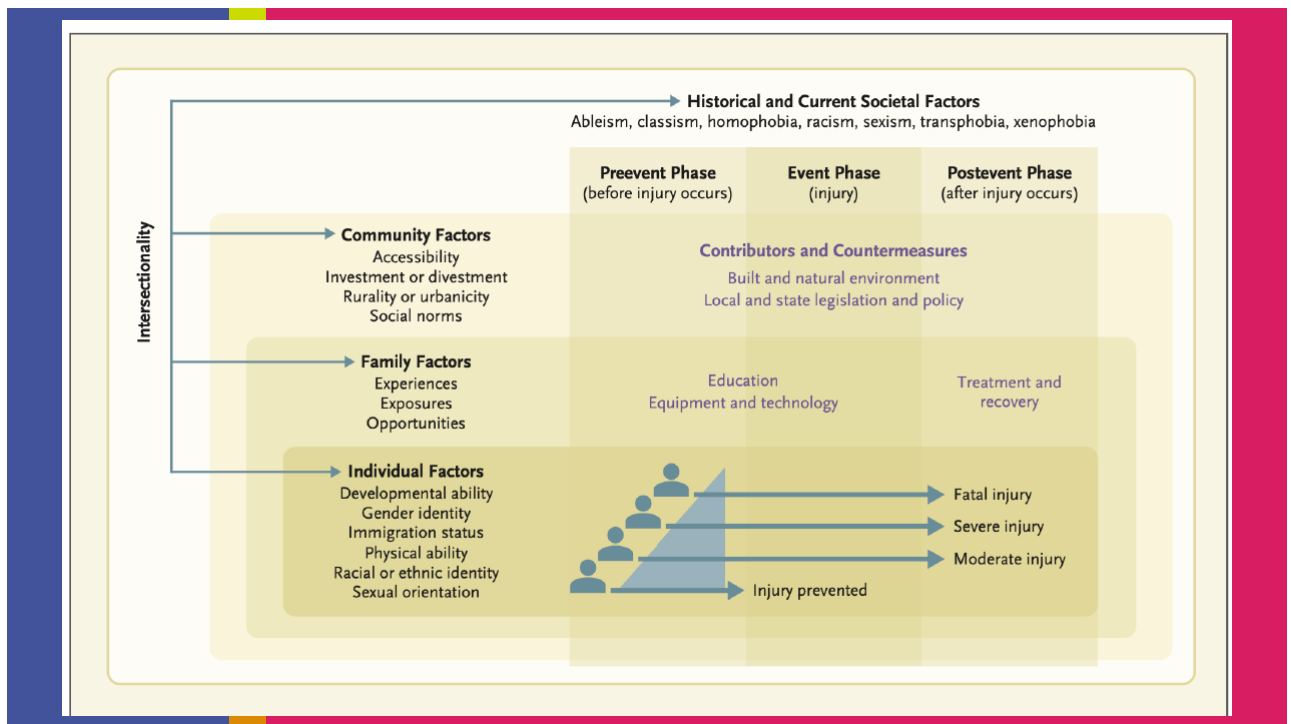 Historical and Current Societal Factors
Ableism, classism, homophobia, racism, sexism, transphobia, xenophobia
Preevent Phase
(before injury occurs)
Event Phase
(injury)
Postevent Phase
(after injury occurs)
Intersectionality
Community Factors
Accessibility
Investment or divestment
Rurality or urbanicity
Social norms
Contributors and Countermeasures
Built and natural environment
Local and state legislation and policy
Family Factors
Experiences
Exposures
Opportunities
Education
Equipment and technology
Treatment and
recovery
Individual Factors
Developmental ability
Gender identity
Immigration status
Physical ability
Racial or ethnic identity
Sexual orientation
Fatal injury
Severe injury
Moderate injury
Injury prevented